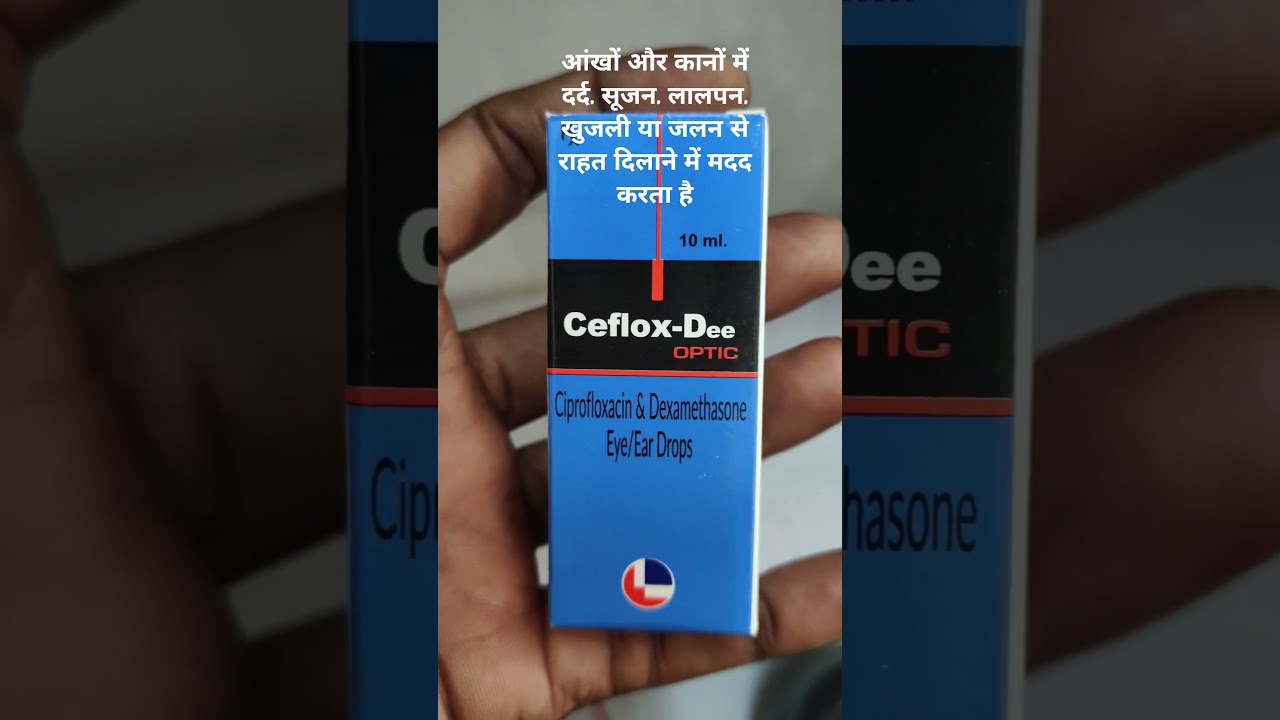 आंखों और कानों में
दर्द, सूजन, लालपन,
खुजली या जलन से
राहत दिलाने में मदद
करता है
10 ml.
Ceflox-Dee
OPTIC
Ciprofloxacin & Dexamethasone
Eye/Ear Drops